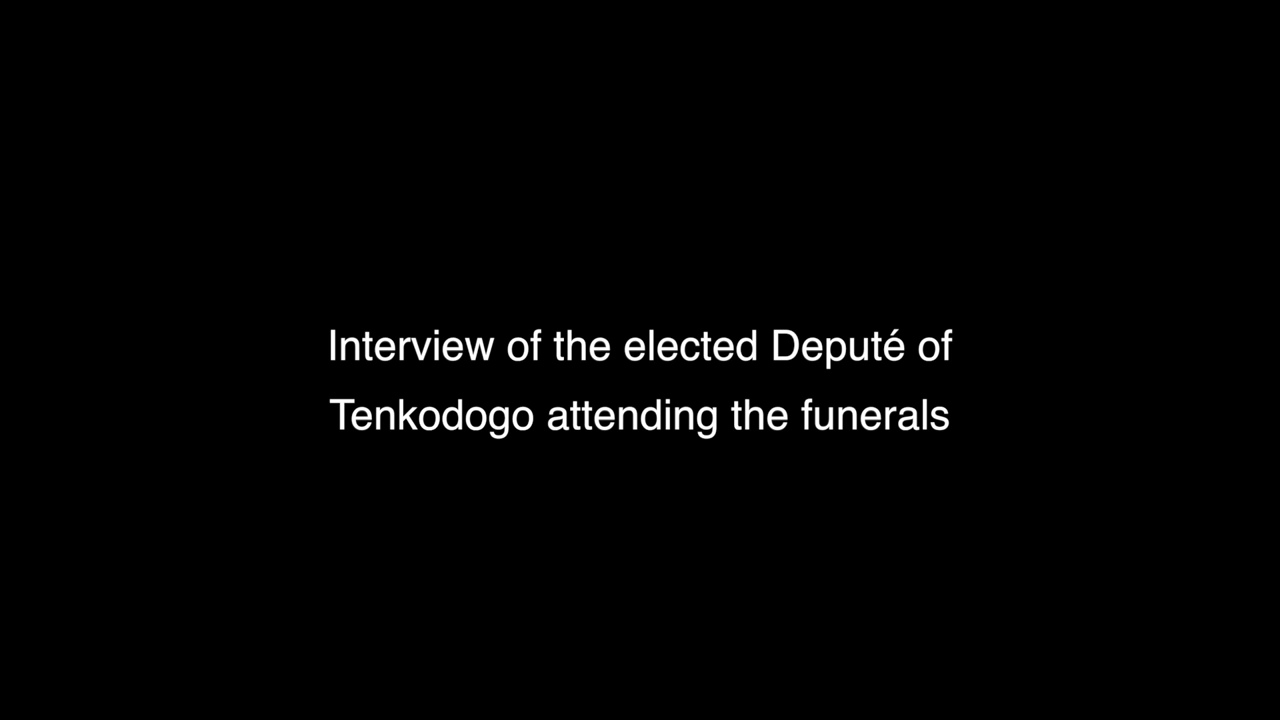 Interview of the elected Deputé of
Tenkodogo attending the funerals